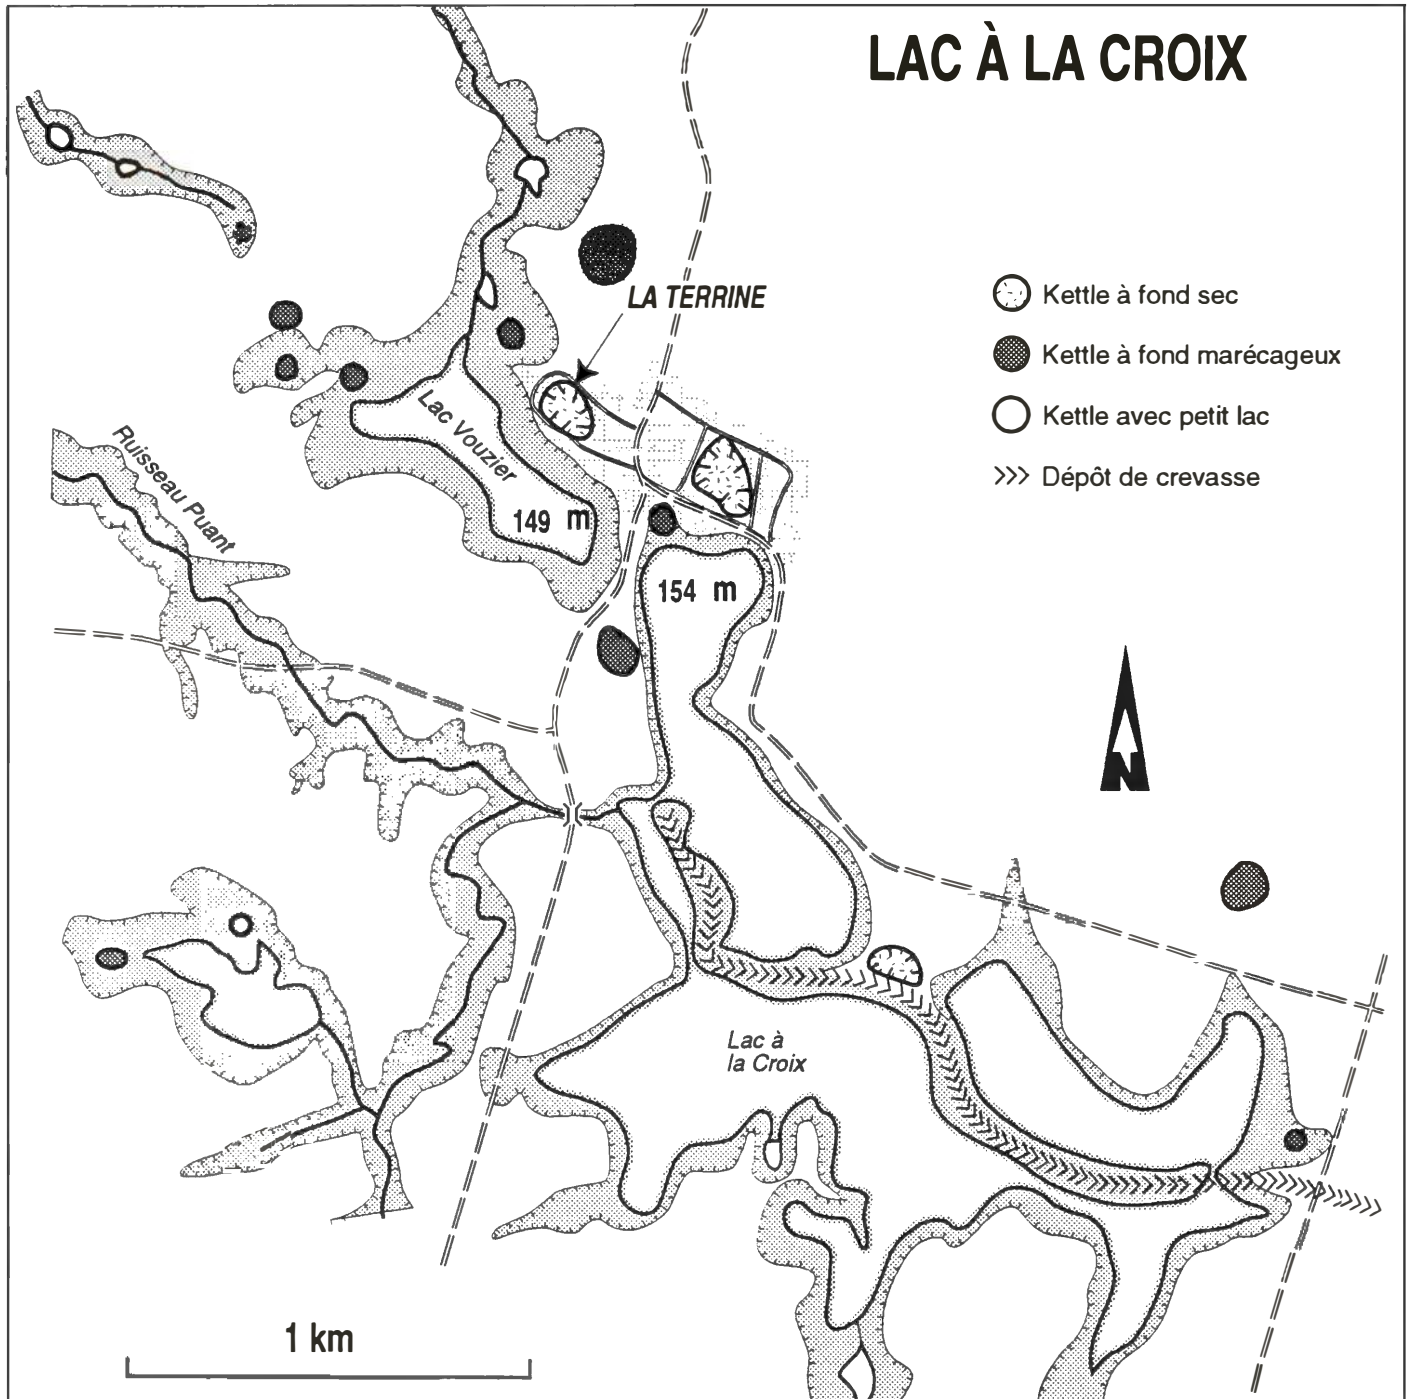 LAC À LA CROIX
LA TERRINE
Kettle à fond sec
Kettle à fond marécageux
Kettle avec petit lac
Dépôt de crevasse
Lac Vouzier
149 m
Ruisseau Puant
154 m
N
Lac à
la Croix
1 km